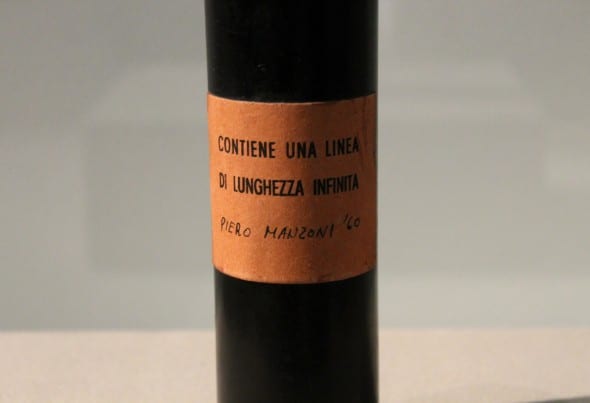 CONTIENE UNA LINEA
DI LUNGHEZZA INFINITA
PIERO MANZONI '60